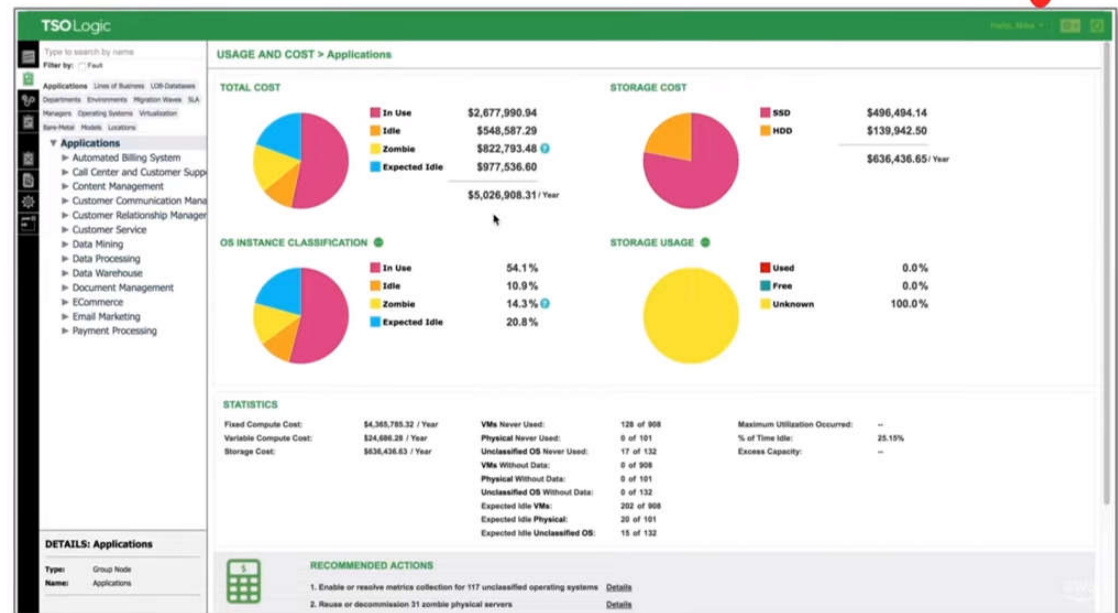 TSO Logic
Hello, Akba
Type to search by name
Filter by: Fault
Applications Lines of Business LOB-Databases
Departments Environments Migration Waves SLA
Managers Operating Systems Virtualization
Bare-Metal Models Locations
Applications
Automated Billing System
Call Center and Customer Supp
Content Management
Customer Communication Mana
Customer Relationship Manager
Customer Service
Data Mining
Data Processing
Data Warehouse
Document Management
ECommerce
Email Marketing
Payment Processing
DETAILS: Applications
Type: Group Node
Name: Applications
USAGE AND COST > Applications
TOTAL COST
In Use $2,677,990.94
Idle $548,587.29
Zombie $822,793.48 ?
Expected Idle $977,536.60
$5,026,908.31 / Year
STORAGE COST
SSD $496,494.14
HDD $139,942.50
$636,436.65 / Year
OS INSTANCE CLASSIFICATION
In Use 54.1%
Idle 10.9%
Zombie 14.3% ?
Expected Idle 20.8%
STORAGE USAGE
Used 0.0%
Free 0.0%
Unknown 100.0%
STATISTICS
Fixed Compute Cost: $4,365,785.32 / Year
Variable Compute Cost: $24,686.28 / Year
Storage Cost: $636,436.63 / Year
VMs Never Used: 128 of 908
Physical Never Used: 0 of 101
Unclassified OS Never Used: 17 of 132
VMs Without Data: 0 of 908
Physical Without Data: 0 of 101
Unclassified OS Without Data: 0 of 132
Expected Idle VMs: 202 of 908
Expected Idle Physical: 20 of 101
Expected Idle Unclassified OS: 15 of 132
Maximum Utilization Occurred: --
% of Time Idle: 25.15%
Excess Capacity: --
RECOMMENDED ACTIONS
1. Enable or resolve metrics collection for 117 unclassified operating systems Details
2. Reuse or decommission 31 zombie physical servers Details